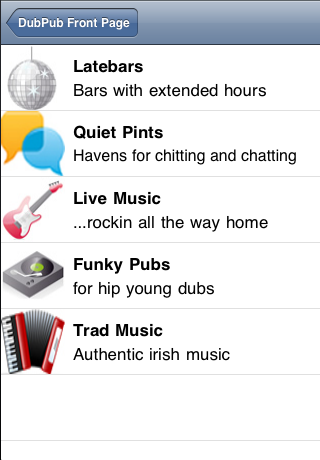 DubPub Front Page
Latebars
Bars with extended hours
Quiet Pints
Havens for chitting and chatting
Live Music
...rockin all the way home
Funky Pubs
for hip young dubs
Trad Music
Authentic irish music